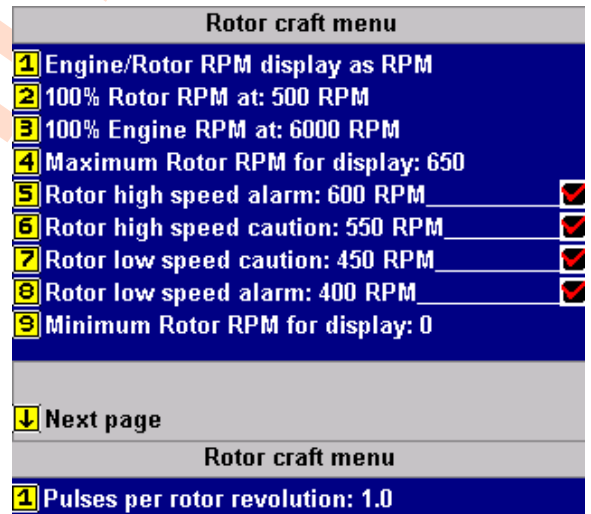 Rotor craft menu
1 Engine/Rotor RPM display as RPM
2 100% Rotor RPM at: 500 RPM
3 100% Engine RPM at: 6000 RPM
4 Maximum Rotor RPM for display: 650
5 Rotor high speed alarm: 600 RPM
6 Rotor high speed caution: 550 RPM
7 Rotor low speed caution: 450 RPM
8 Rotor low speed alarm: 400 RPM
9 Minimum Rotor RPM for display: 0
↓ Next page
Rotor craft menu
1 Pulses per rotor revolution: 1.0